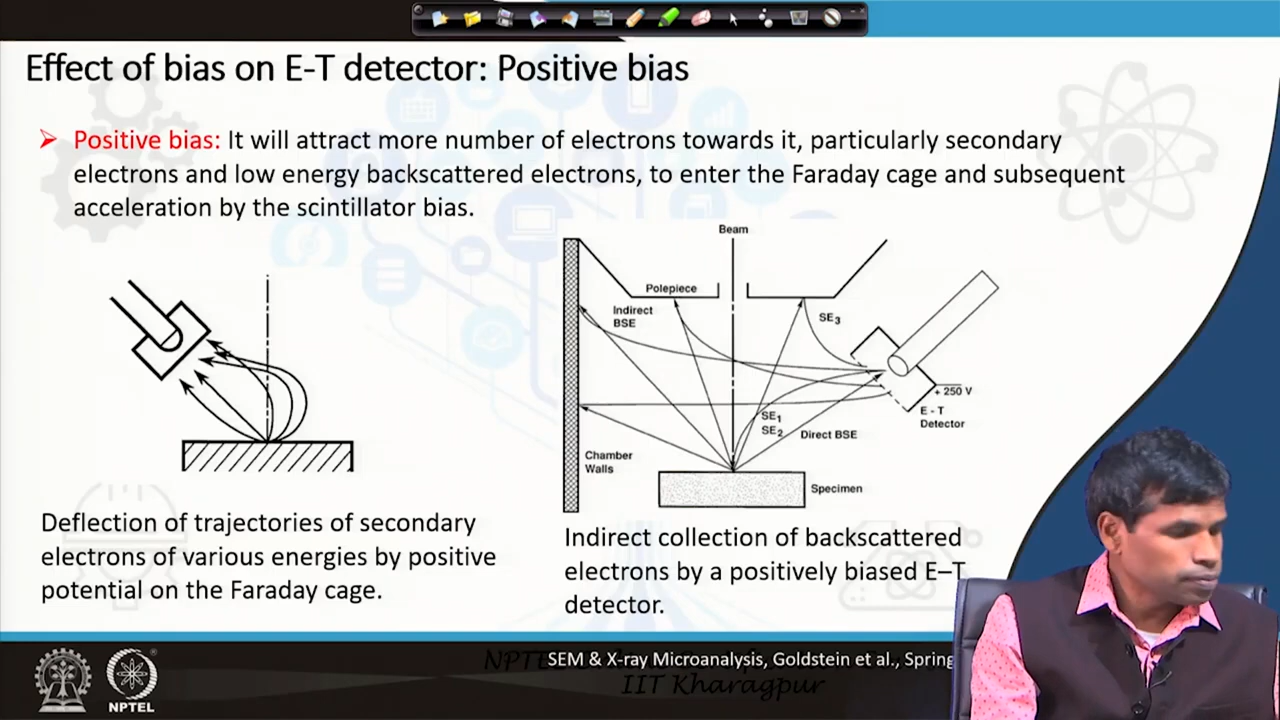 Effect of bias on E-T detector: Positive bias
➢ Positive bias: It will attract more number of electrons towards it, particularly secondary
electrons and low energy backscattered electrons, to enter the Faraday cage and subsequent
acceleration by the scintillator bias.
Beam
Polepiece
Indirect
BSE
SE3
+ 250 V
E - T
Detector
SE1
SE2
Direct BSE
Chamber
Walls
Specimen
Deflection of trajectories of secondary
electrons of various energies by positive
potential on the Faraday cage.
Indirect collection of backscattered
electrons by a positively biased E–T
detector.
SEM & X-ray Microanalysis, Goldstein et al., Spring
NPTEL
IIT Kharagpur
NPTEL